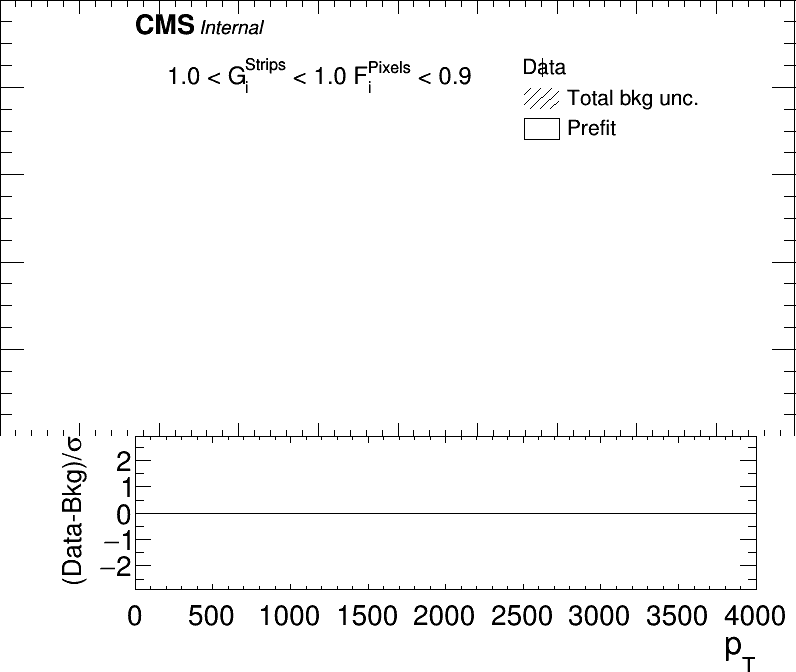 CMS Internal
1.0 < G_i^Strips < 1.0 F_i^Pixels < 0.9
Data
Total bkg unc.
Prefit
(Data-Bkg)/σ
2
1
0
−1
−2
0 500 1000 1500 2000 2500 3000 3500 4000
p_T